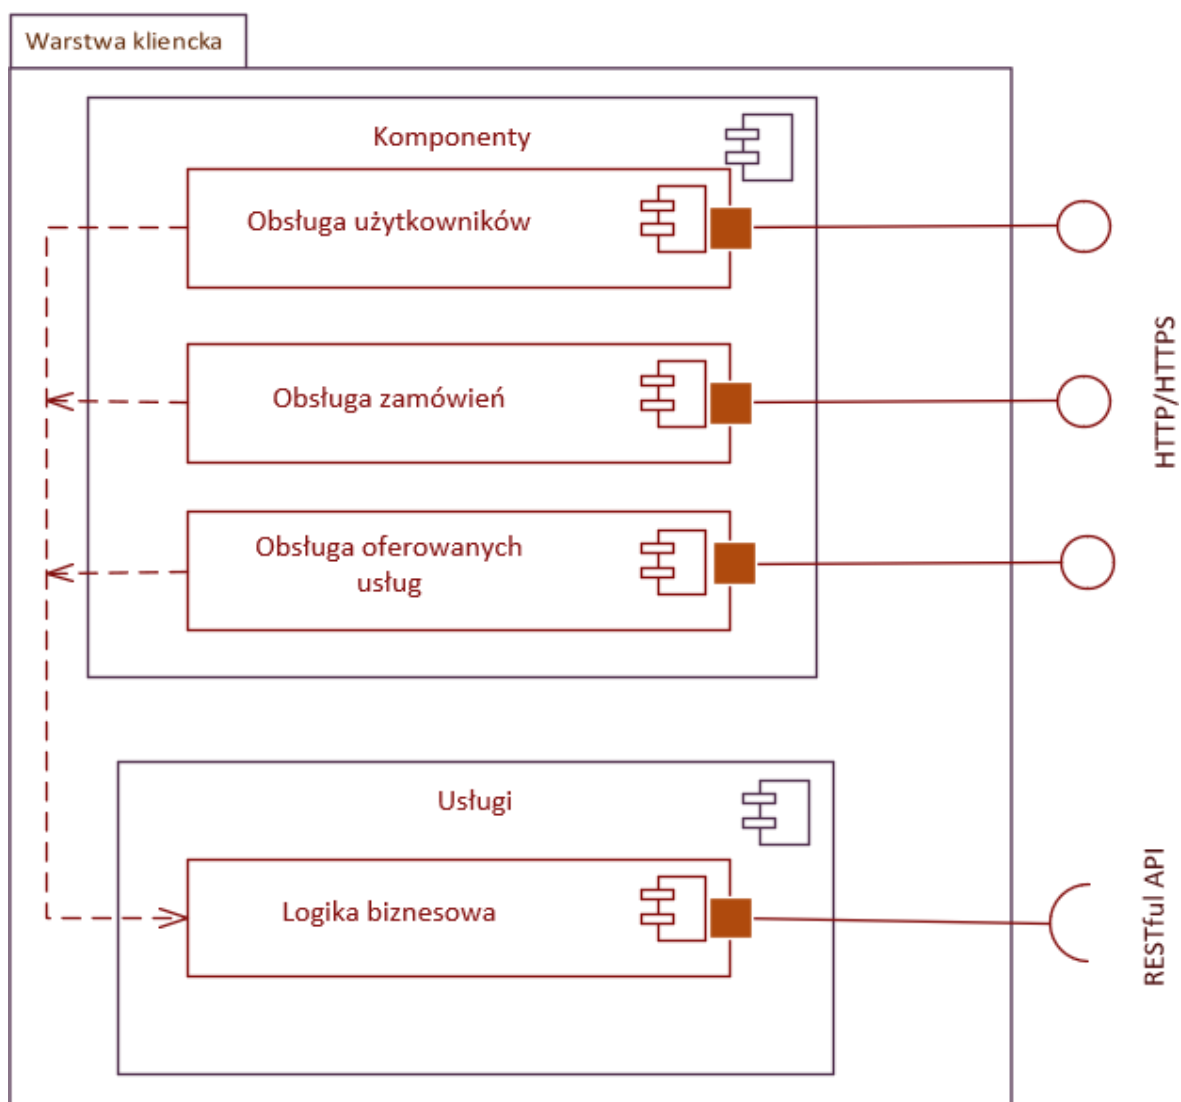 Warstwa kliencka
Komponenty
Obsługa użytkowników
Obsługa zamówień
Obsługa oferowanych
usług
HTTP/HTTPS
Usługi
Logika biznesowa
RESTful API